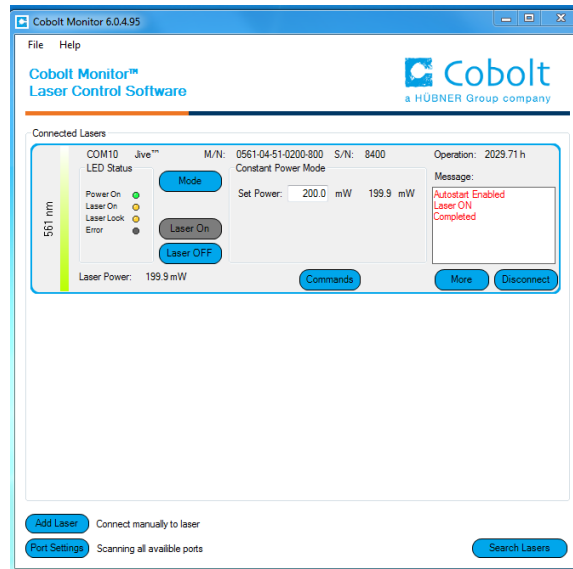 Cobolt Monitor 6.0.4.95
File Help
Cobolt Monitor™
Laser Control Software
Cobolt
a HÜBNER Group company
Connected Lasers
COM10 Jive™ M/N: 0561-04-51-0200-800 S/N: 8400 Operation: 2029.71 h
LED Status
Constant Power Mode
Message:
Mode
Power On
Laser On
Laser Lock
Error
Set Power: 200.0 mW 199.9 mW
Autostart Enabled
Laser ON
Completed
561 nm
Laser On
Laser OFF
Laser Power: 199.9 mW
Commands
More
Disconnect
Add Laser Connect manually to laser
Port Settings Scanning all availible ports
Search Lasers